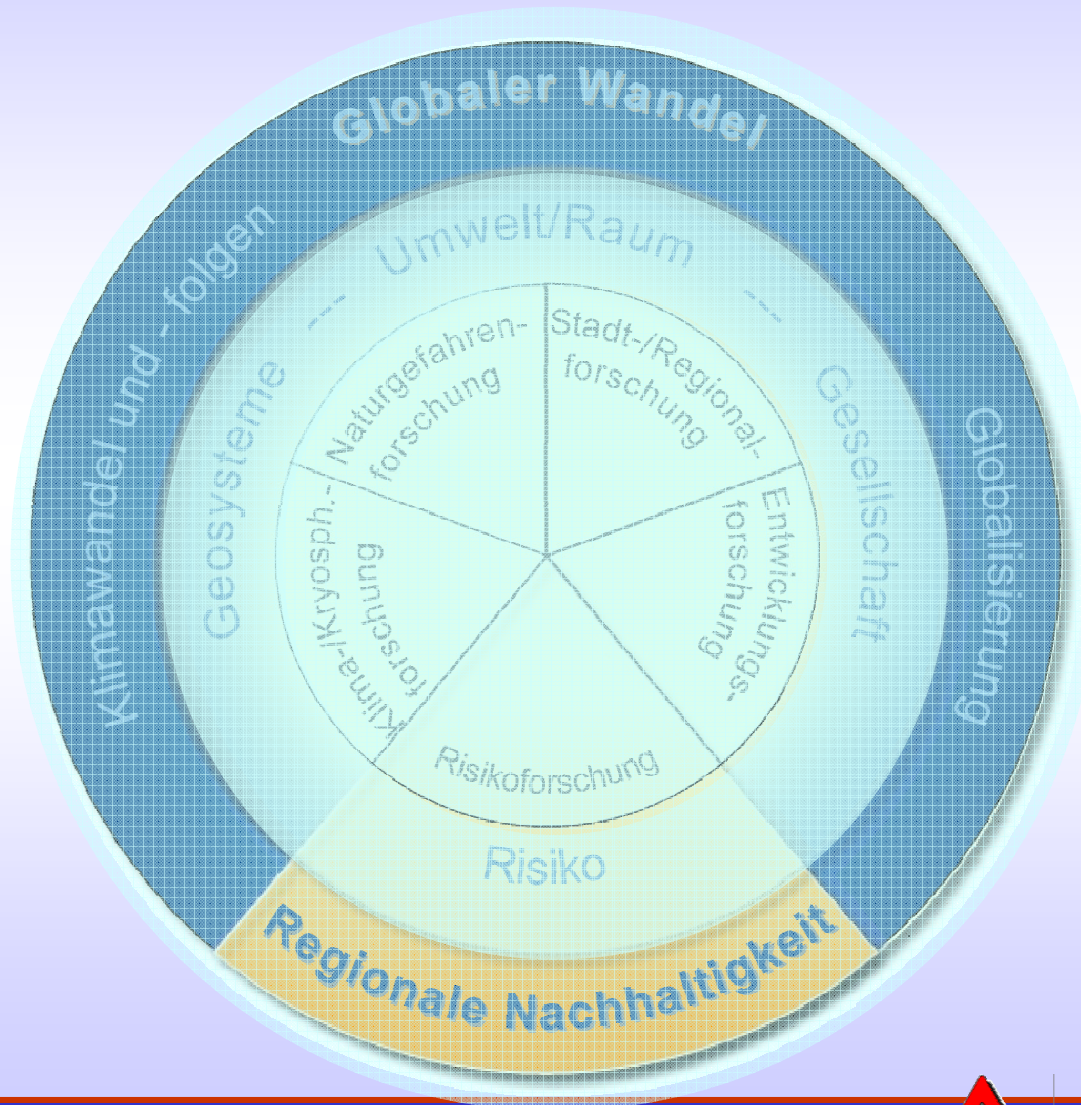 Globaler Wandel
Klimawandel und - folgen
Globalisierung
Umwelt/Raum
---
---
Geosysteme
Gesellschaft
Naturgefahren-
forschung
Stadt-/Regional-
forschung
Klima-/Kryosph.-
forschung
Entwicklungs-
forschung
Risikoforschung
Risiko
Regionale Nachhaltigkeit